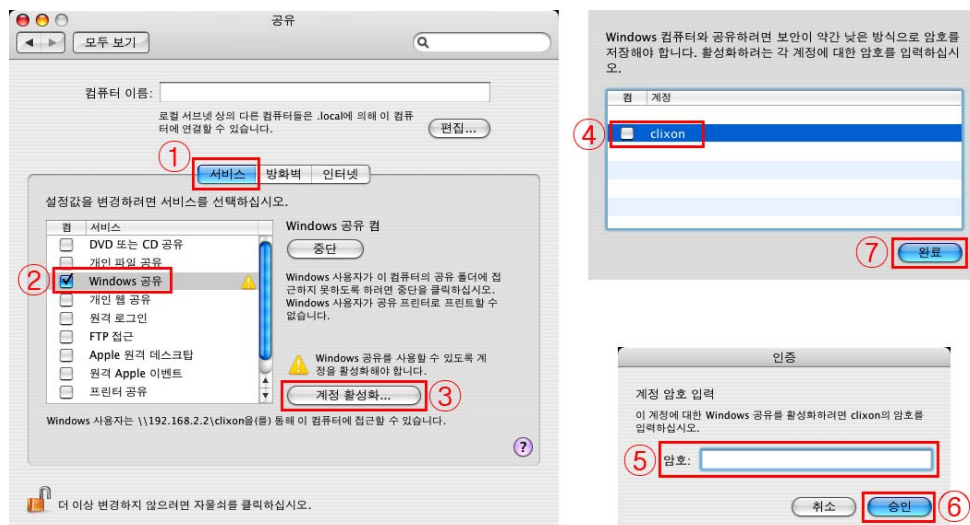 공유
모두 보기
컴퓨터 이름:
로컬 서브넷 상의 다른 컴퓨터들은 .local에 의해 이 컴퓨
터에 연결할 수 있습니다.
편집...
①
서비스 방화벽 인터넷
설정값을 변경하려면 서비스를 선택하십시오.
켬 서비스
DVD 또는 CD 공유
개인 파일 공유
② Windows 공유
개인 웹 공유
원격 로그인
FTP 접근
Apple 원격 데스크탑
원격 Apple 이벤트
프린터 공유
Windows 공유 켬
중단
Windows 사용자가 이 컴퓨터의 공유 폴더에 접
근하지 못하도록 하려면 중단을 클릭하십시오.
Windows 사용자가 공유 프린터로 프린트할 수
없습니다.
Windows 공유를 사용할 수 있도록 계
정을 활성화해야 합니다.
계정 활성화... ③
Windows 사용자는 \\192.168.2.2\clixon을(를) 통해 이 컴퓨터에 접근할 수 있습니다.
?
더 이상 변경하지 않으려면 자물쇠를 클릭하십시오.
Windows 컴퓨터와 공유하려면 보안이 약간 낮은 방식으로 암호를
저장해야 합니다. 활성화하려는 각 계정에 대한 암호를 입력하십시
오.
켬 계정
④ clixon
⑦ 완료
인증
계정 암호 입력
이 계정에 대한 Windows 공유를 활성화하려면 clixon의 암호를
입력하십시오.
⑤ 암호:
취소 승인 ⑥